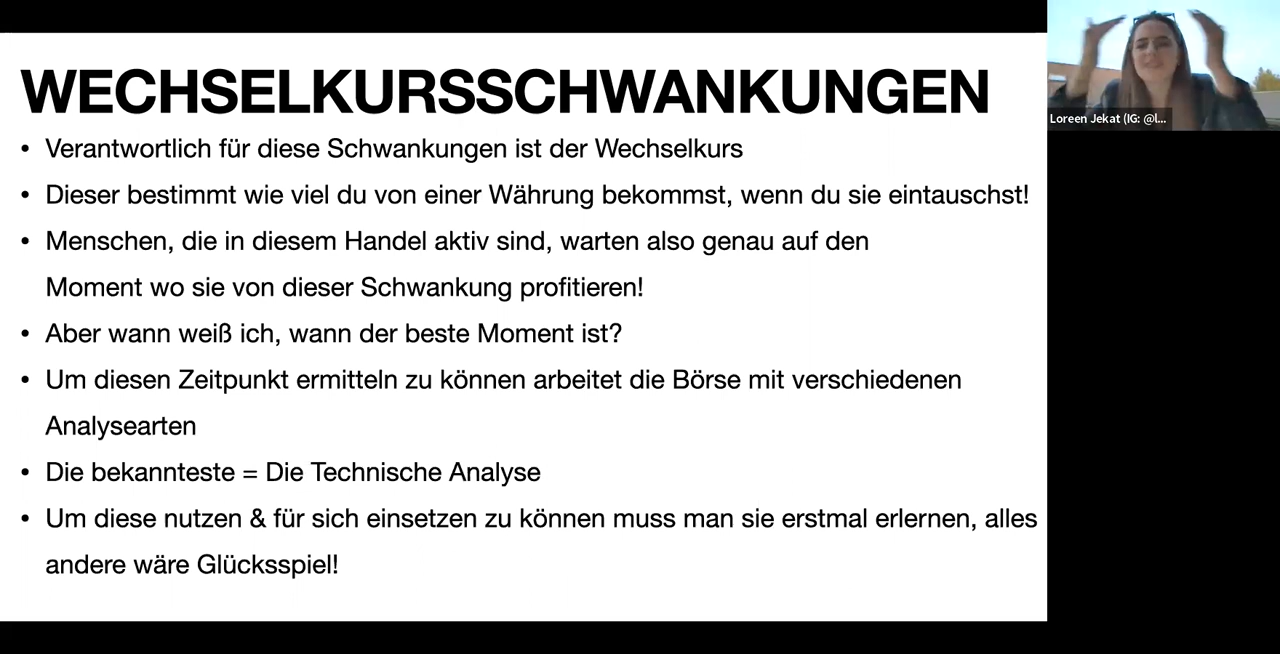 WECHSELKURSSCHWANKUNGEN
• Verantwortlich für diese Schwankungen ist der Wechselkurs
• Dieser bestimmt wie viel du von einer Währung bekommst, wenn du sie eintauschst!
• Menschen, die in diesem Handel aktiv sind, warten also genau auf den
Moment wo sie von dieser Schwankung profitieren!
• Aber wann weiß ich, wann der beste Moment ist?
• Um diesen Zeitpunkt ermitteln zu können arbeitet die Börse mit verschiedenen
Analysearten
• Die bekannteste = Die Technische Analyse
• Um diese nutzen & für sich einsetzen zu können muss man sie erstmal erlernen, alles
andere wäre Glücksspiel!
Loreen Jekat (IG: @l...